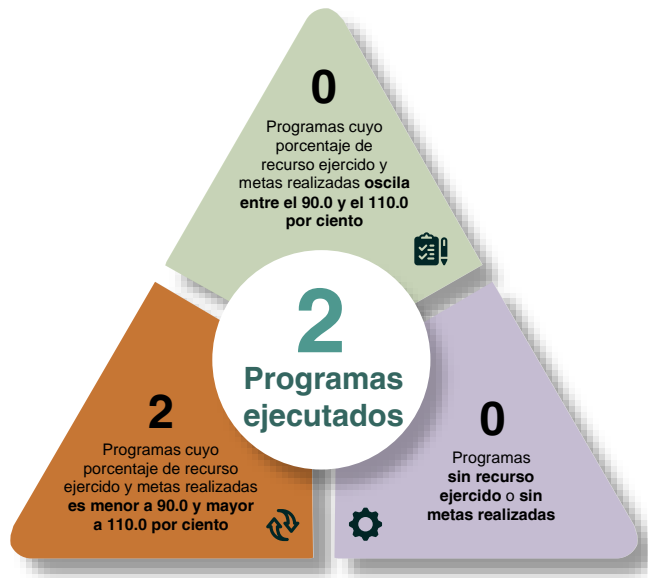 0
Programas cuyo
porcentaje de
recurso ejercido y
metas realizadas oscila
entre el 90.0 y el 110.0
por ciento
2
Programas
ejecutados
2
Programas cuyo
porcentaje de recurso
ejercido y metas realizadas
es menor a 90.0 y mayor
a 110.0 por ciento
0
Programas
sin recurso
ejercido o sin
metas realizadas